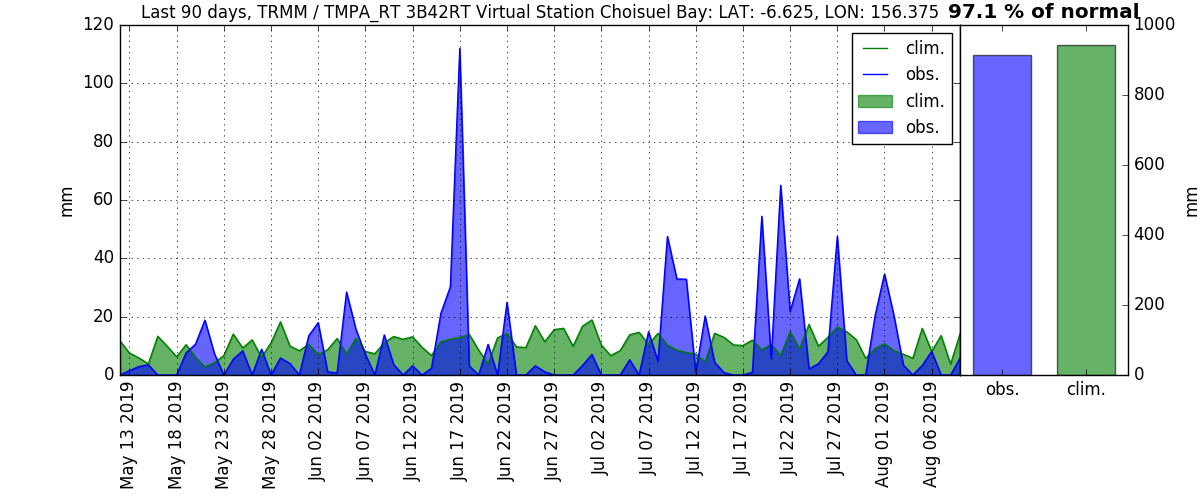 Last 90 days, TRMM / TMPA_RT 3B42RT Virtual Station Choisuel Bay: LAT: -6.625, LON: 156.375 97.1 % of normal
120
100
80
60
40
20
0
mm
clim.
obs.
clim.
obs.
1000
800
600
400
200
0
mm
May 13 2019
May 18 2019
May 23 2019
May 28 2019
Jun 02 2019
Jun 07 2019
Jun 12 2019
Jun 17 2019
Jun 22 2019
Jun 27 2019
Jul 02 2019
Jul 07 2019
Jul 12 2019
Jul 17 2019
Jul 22 2019
Jul 27 2019
Aug 01 2019
Aug 06 2019
obs.
clim.